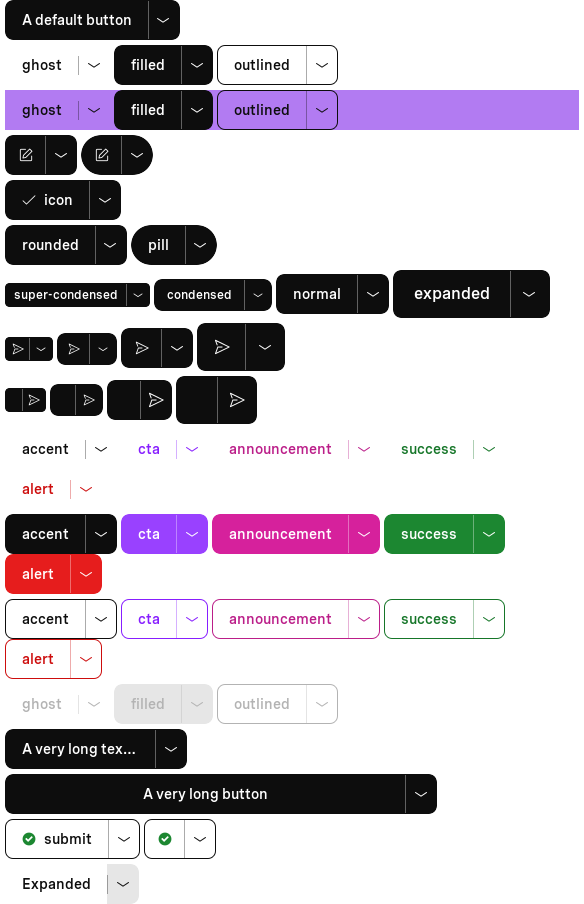 A default button
ghost filled outlined
ghost filled outlined
icon
rounded pill
super-condensed condensed normal expanded
accent cta announcement success
alert
accent cta announcement success
alert
accent cta announcement success
alert
ghost filled outlined
A very long tex...
A very long button
submit
Expanded